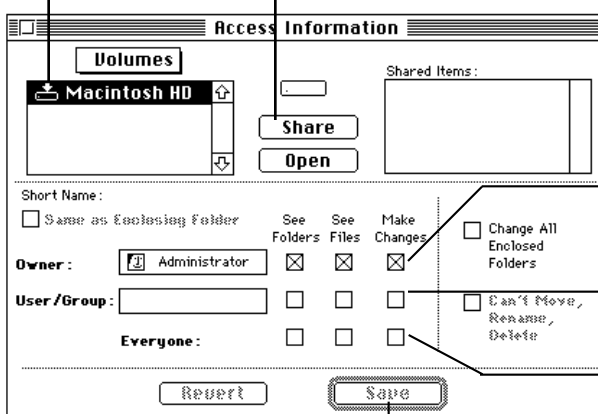 Access Information
Volumes
Shared Items:
Macintosh HD
Share
Open
Short Name:
Same as Enclosing Folder
See Folders
See Files
Make Changes
Change All
Enclosed
Folders
Owner:
Administrator
User/Group:
Can't Move,
Rename,
Delete
Everyone:
Revert
Save